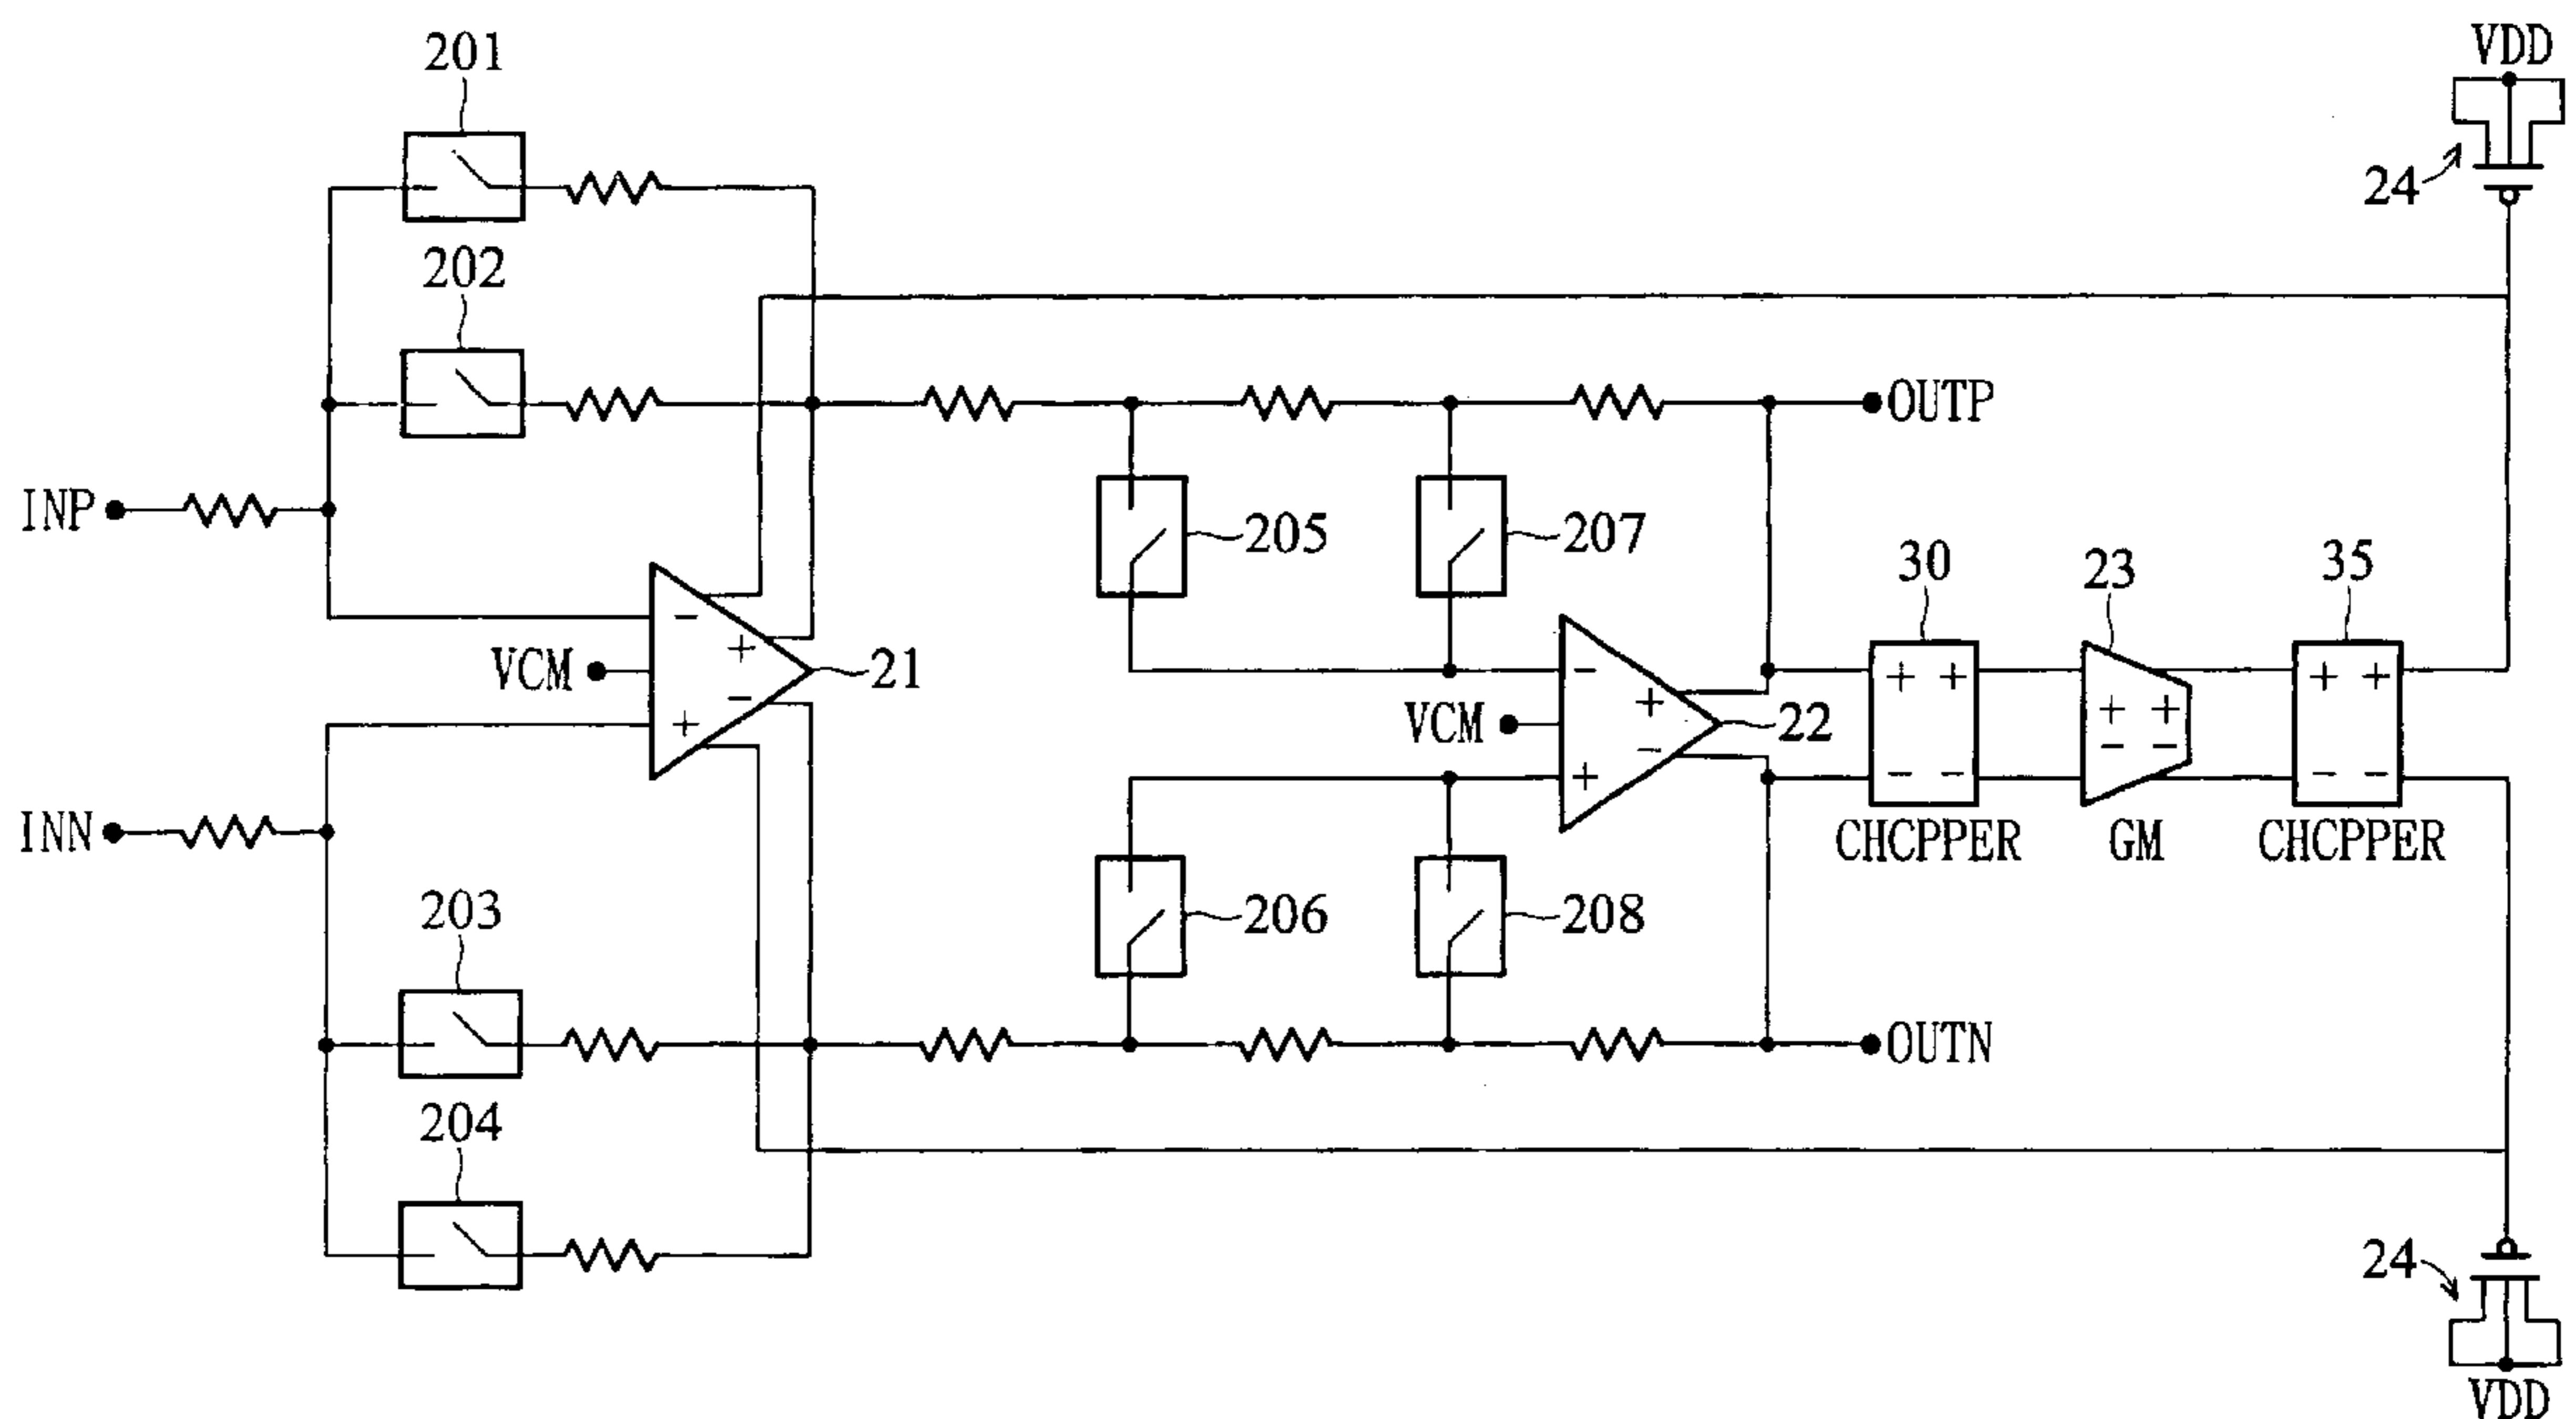 201
VDD
24
202
OUTP
INP
205
207
30
23
35
- + + + + +
VCM
+
-
21
-
+ +
VCM
+
-
22
- -
+
+
- - - -
INN
CHCPPER
GM
CHCPPER
203
206
208
OUTN
204
24
VDD